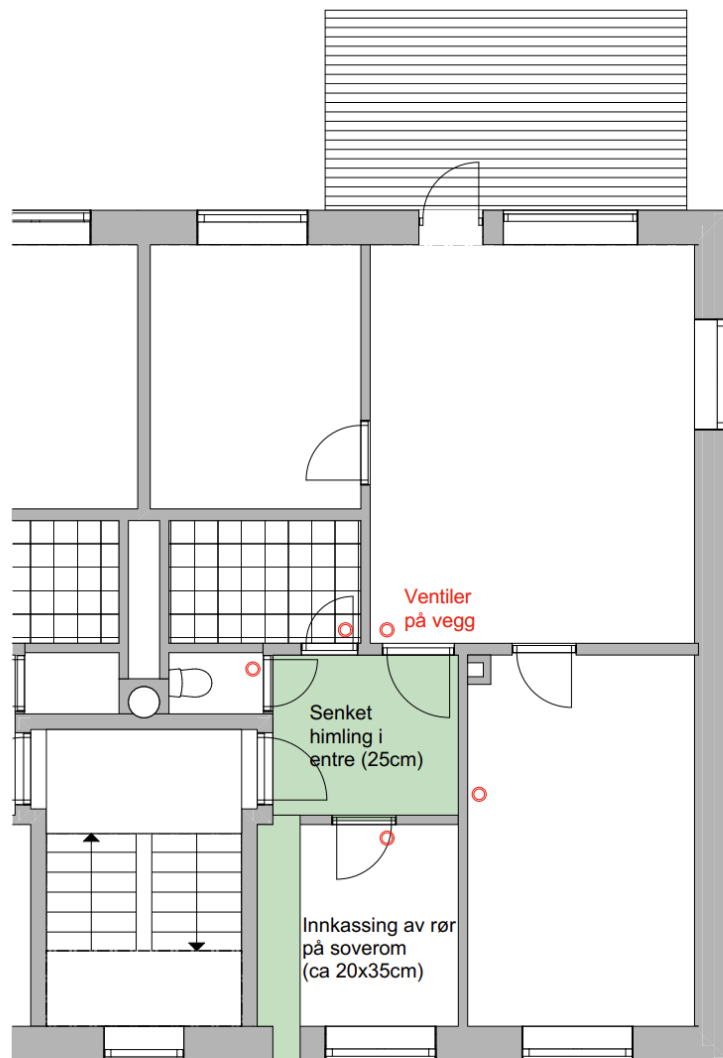 Ventiler
på vegg
Senket
himling i
entre (25cm)
Innkassing av rør
på soverom
(ca 20x35cm)